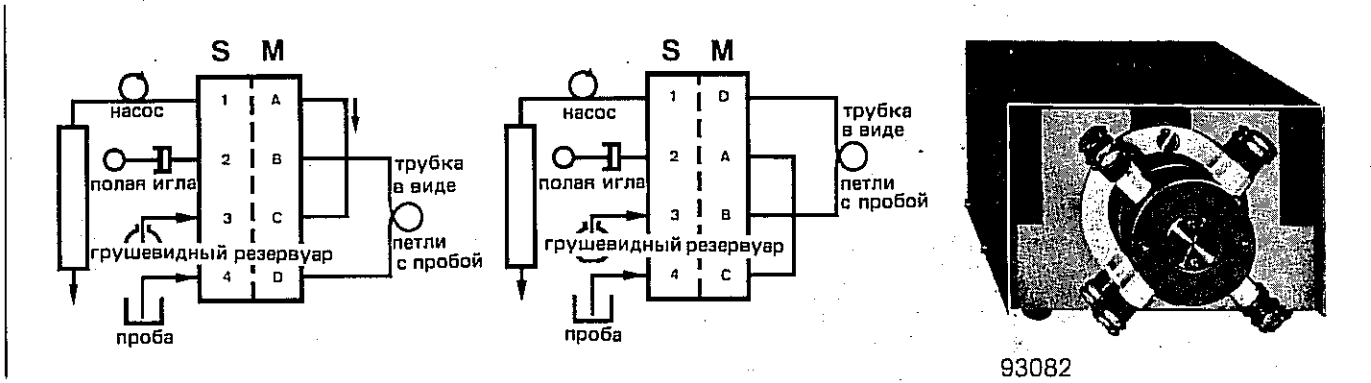 S M
насос
1 A
2 B
полая игла
трубка
в виде
3 C
грушевидный резервуар
петли
с пробой
4 D
проба
S M
насос
1 D
2 A
полая игла
трубка
в виде
3 B
грушевидный резервуар
петли
с пробой
4 C
проба
93082